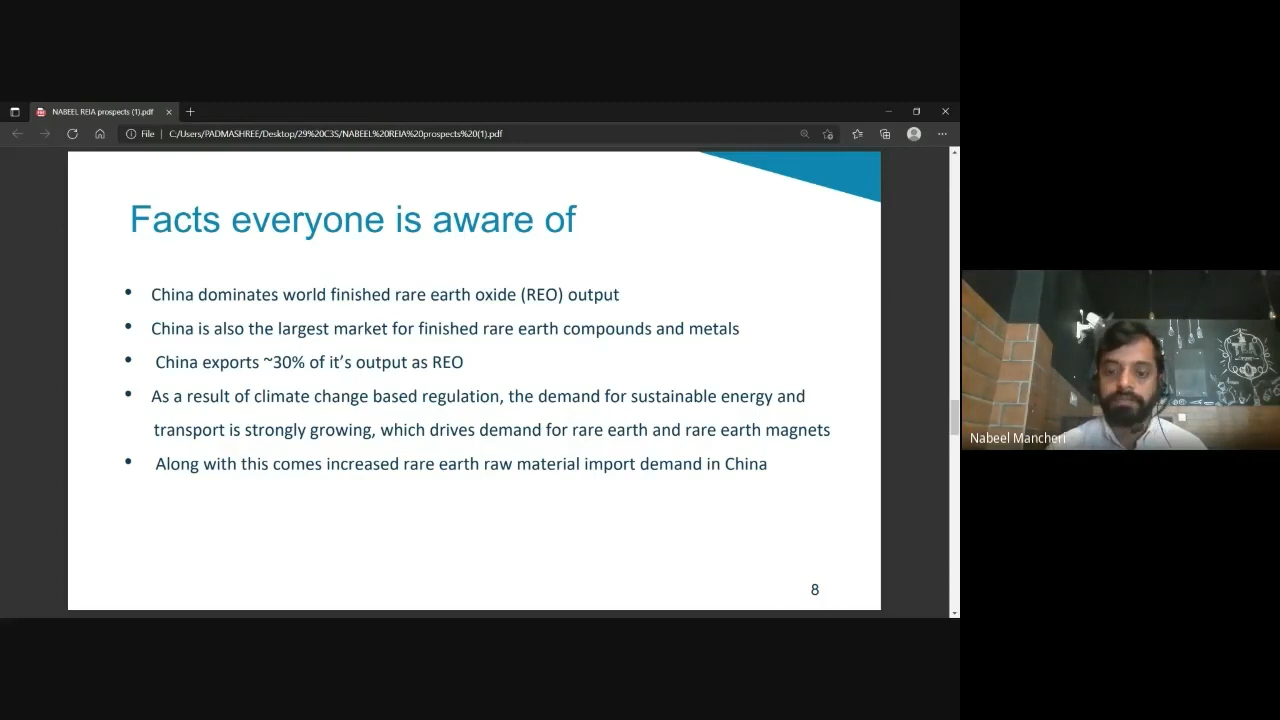 NABEEL REIA prospects (1).pdf
File
C:/Users/PADMASHREE/Desktop/29%20C3S/NABEEL%20REIA%20prospects%20(1).pdf
Facts everyone is aware of
• China dominates world finished rare earth oxide (REO) output
• China is also the largest market for finished rare earth compounds and metals
• China exports ~30% of it's output as REO
• As a result of climate change based regulation, the demand for sustainable energy and
transport is strongly growing, which drives demand for rare earth and rare earth magnets
• Along with this comes increased rare earth raw material import demand in China
8
TEA
Nabeel Mancheri